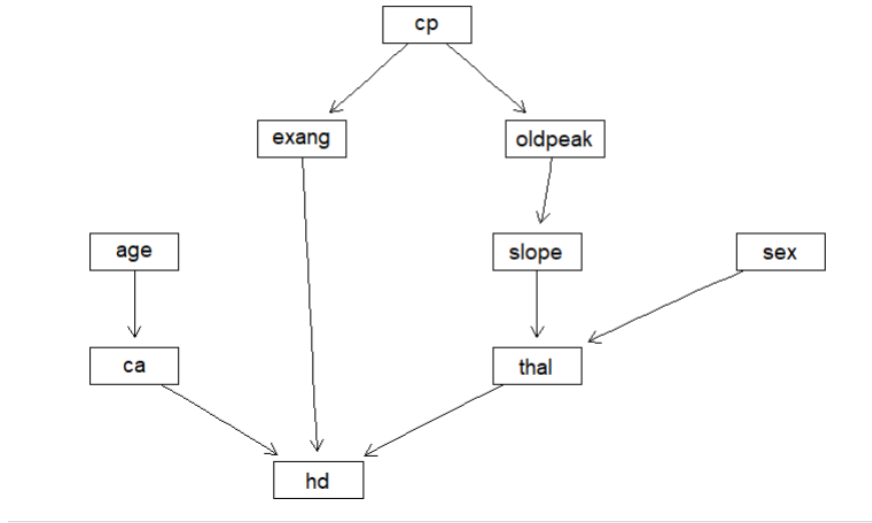 cp
exang
oldpeak
age
slope
sex
ca
thal
hd